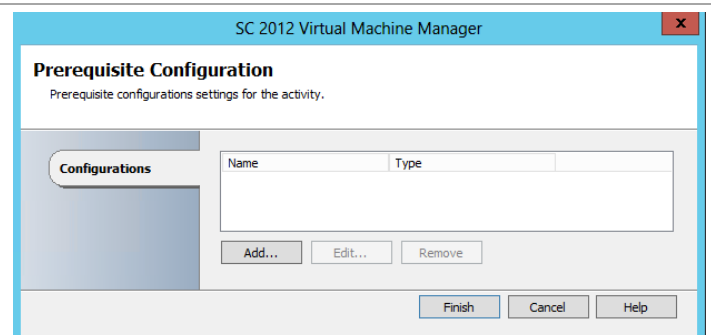 SC 2012 Virtual Machine Manager
x
Prerequisite Configuration
Prerequisite configurations settings for the activity.
Configurations
Name Type
Add... Edit... Remove
Finish Cancel Help